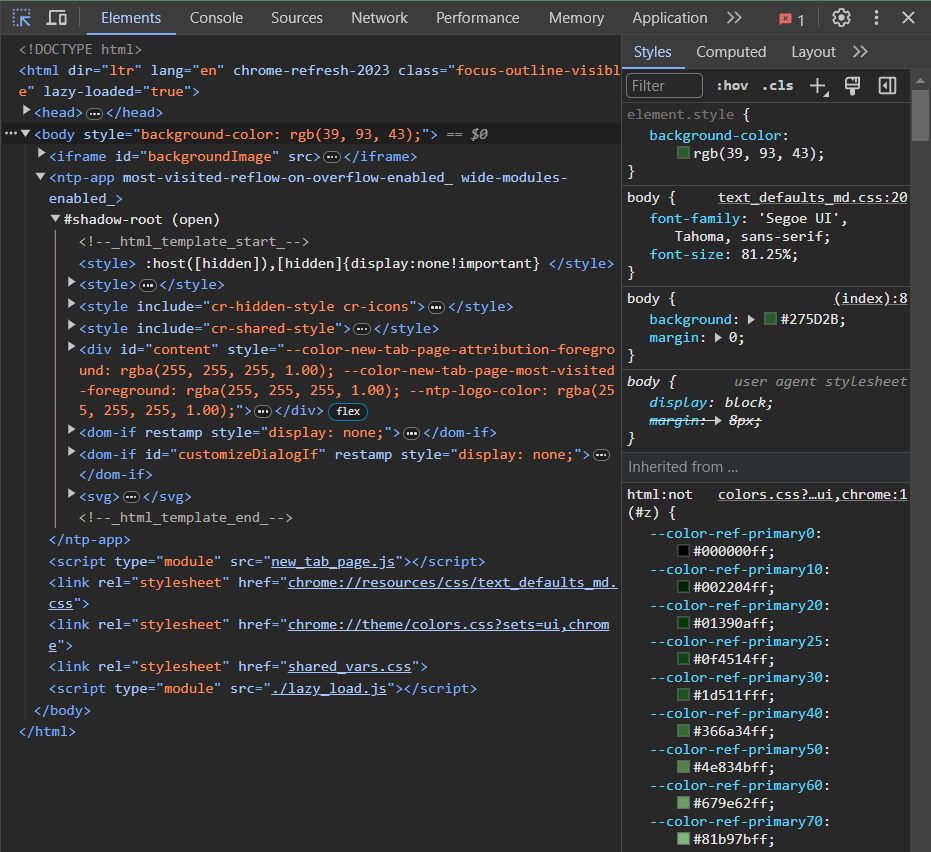 Elements Console Sources Network Performance Memory Application 1
<!DOCTYPE html>
<html dir="ltr" lang="en" chrome-refresh-2023 class="focus-outline-visibl
e" lazy-loaded="true">
<head> … </head>
<body style="background-color: rgb(39, 93, 43);"> == $0
<iframe id="backgroundImage" src> … </iframe>
<ntp-app most-visited-reflow-on-overflow-enabled_ wide-modules-
enabled_>
#shadow-root (open)
<!--_html_template_start_-->
<style> :host([hidden]),[hidden]{display:none!important} </style>
<style> … </style>
<style include="cr-hidden-style cr-icons"> … </style>
<style include="cr-shared-style"> … </style>
<div id="content" style="--color-new-tab-page-attribution-foregro
und: rgba(255, 255, 255, 1.00); --color-new-tab-page-most-visited
-foreground: rgba(255, 255, 255, 1.00); --ntp-logo-color: rgba(25
5, 255, 255, 1.00);"> … </div> flex
<dom-if restamp style="display: none;"> … </dom-if>
<dom-if id="customizeDialogIf" restamp style="display: none;"> …
</dom-if>
<svg> … </svg>
<!--_html_template_end_-->
</ntp-app>
<script type="module" src="new_tab_page.js"></script>
<link rel="stylesheet" href="chrome://resources/css/text_defaults_md.
css">
<link rel="stylesheet" href="chrome://theme/colors.css?sets=ui,chrom
e">
<link rel="stylesheet" href="shared_vars.css">
<script type="module" src="./lazy_load.js"></script>
</body>
</html>
Styles Computed Layout
Filter :hov .cls
element.style {
background-color:
rgb(39, 93, 43);
}
body { text_defaults_md.css:20
font-family: 'Segoe UI',
Tahoma, sans-serif;
font-size: 81.25%;
}
body { (index):8
background: #275D2B;
margin: 0;
}
body { user agent stylesheet
display: block;
margin: 8px;
}
Inherited from …
html:not colors.css?…ui,chrome:1
(#z) {
--color-ref-primary0:
#000000ff;
--color-ref-primary10:
#002204ff;
--color-ref-primary20:
#01390aff;
--color-ref-primary25:
#0f4514ff;
--color-ref-primary30:
#1d511fff;
--color-ref-primary40:
#366a34ff;
--color-ref-primary50:
#4e834bff;
--color-ref-primary60:
#679e62ff;
--color-ref-primary70:
#81b97bff;